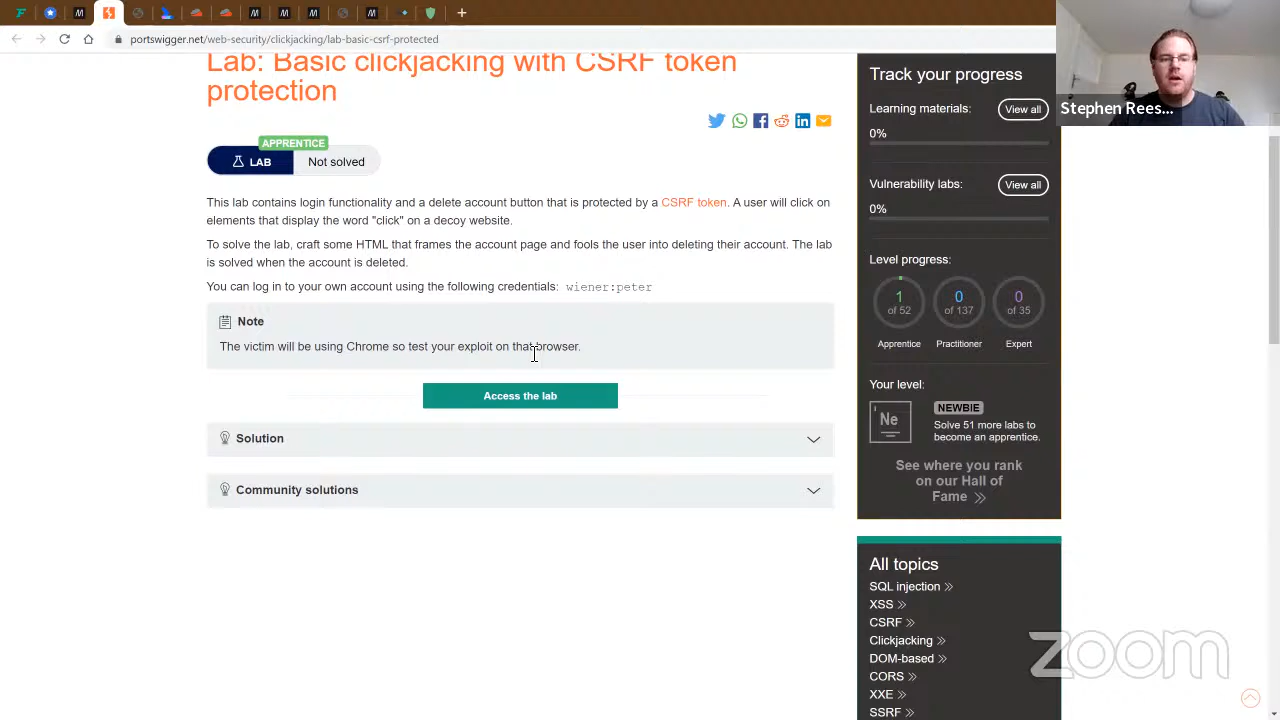 portswigger.net/web-security/clickjacking/lab-basic-csrf-protected
Lab: Basic clickjacking with CSRF token
protection
APPRENTICE
LAB
Not solved
This lab contains login functionality and a delete account button that is protected by a CSRF token. A user will click on
elements that display the word "click" on a decoy website.
To solve the lab, craft some HTML that frames the account page and fools the user into deleting their account. The lab
is solved when the account is deleted.
You can log in to your own account using the following credentials: wiener:peter
Note
The victim will be using Chrome so test your exploit on that browser.
Access the lab
Solution
Community solutions
Track your progress
Learning materials:
View all
0%
Vulnerability labs:
View all
0%
Level progress:
1
of 52
0
of 137
0
of 35
Apprentice
Practitioner
Expert
Your level:
Ne
NEWBIE
Solve 51 more labs to
become an apprentice.
See where you rank
on our Hall of
Fame
All topics
SQL injection
XSS
CSRF
Clickjacking
DOM-based
CORS
XXE
SSRF
Stephen Rees...
zoom